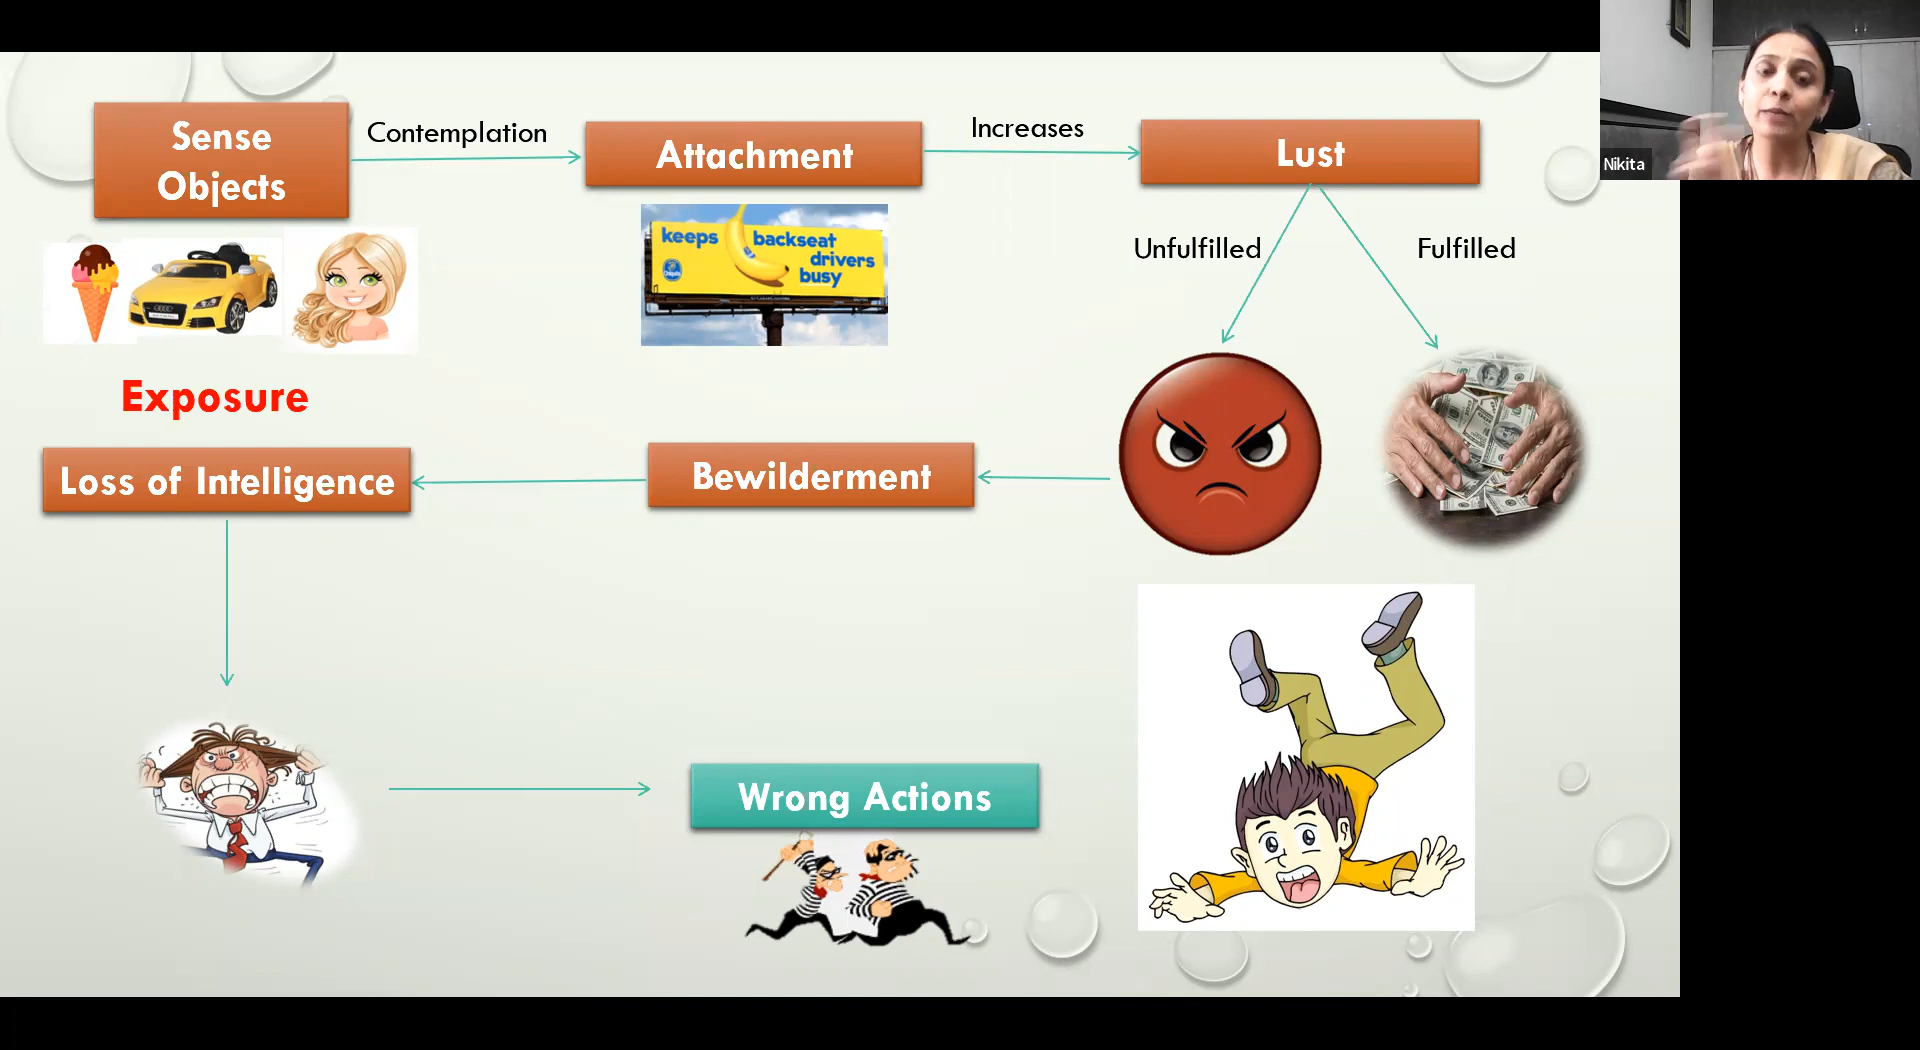 Sense
Objects
Contemplation
Attachment
Increases
Lust
Nikita
keeps backseat
drivers
busy
Unfulfilled
Fulfilled
Exposure
Loss of Intelligence
Bewilderment
Wrong Actions